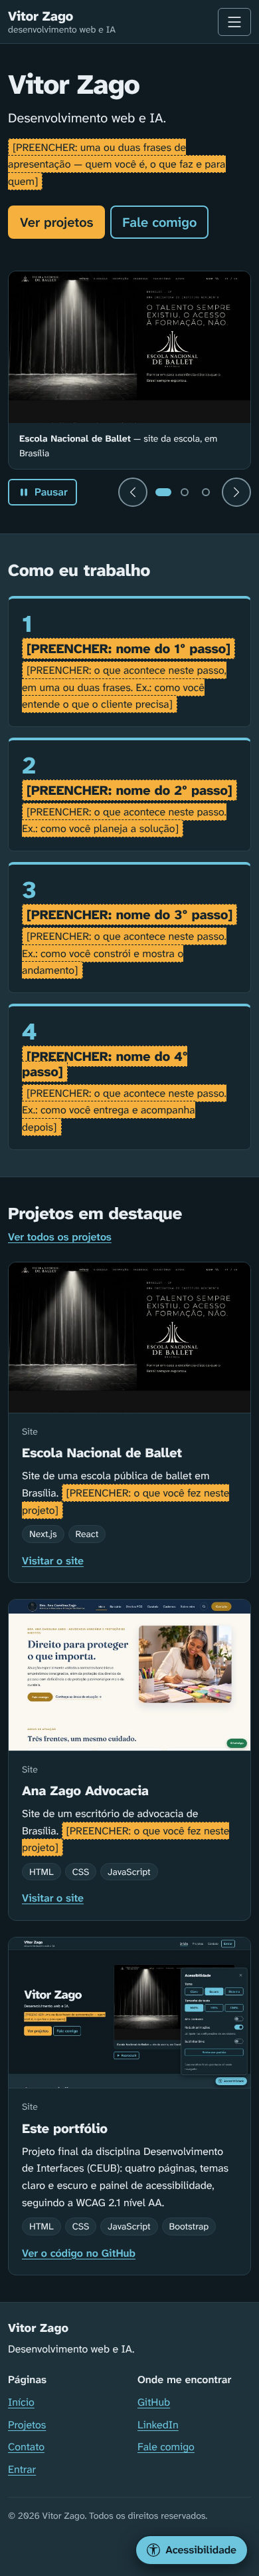 Vitor Zago
desenvolvimento web e IA
Vitor Zago
Desenvolvimento web e IA.
[PREENCHER: uma ou duas frases de
apresentação — quem você é, o que faz e para
quem]
Ver projetos
Fale comigo
O TALENTO SEMPRE
EXISTIU. O ACESSO
À FORMAÇÃO, NÃO.
ESCOLA NACIONAL
DE BALLET
Escola Nacional de Ballet — site da escola, em
Brasília
Pausar
Como eu trabalho
1
[PREENCHER: nome do 1º passo]
[PREENCHER: o que acontece neste passo,
em uma ou duas frases. Ex.: como você
entende o que o cliente precisa]
2
[PREENCHER: nome do 2º passo]
[PREENCHER: o que acontece neste passo.
Ex.: como você planeja a solução]
3
[PREENCHER: nome do 3º passo]
[PREENCHER: o que acontece neste passo.
Ex.: como você constrói e mostra o
andamento]
4
[PREENCHER: nome do 4º
passo]
[PREENCHER: o que acontece neste passo.
Ex.: como você entrega e acompanha
depois]
Projetos em destaque
Ver todos os projetos
O TALENTO SEMPRE
EXISTIU. O ACESSO
À FORMAÇÃO, NÃO.
ESCOLA NACIONAL
DE BALLET
Site
Escola Nacional de Ballet
Site de uma escola pública de ballet em
Brasília. [PREENCHER: o que você fez neste
projeto]
Next.js
React
Visitar o site
Direito para proteger
o que importa.
Três frentes, um mesmo cuidado.
Site
Ana Zago Advocacia
Site de um escritório de advocacia de
Brasília. [PREENCHER: o que você fez neste
projeto]
HTML
CSS
JavaScript
Visitar o site
Vitor Zago
Desenvolvimento web e IA.
Ver projetos
Fale comigo
Acessibilidade
Site
Este portfólio
Projeto final da disciplina Desenvolvimento
de Interfaces (CEUB): quatro páginas, temas
claro e escuro e painel de acessibilidade,
seguindo a WCAG 2.1 nível AA.
HTML
CSS
JavaScript
Bootstrap
Ver o código no GitHub
Vitor Zago
Desenvolvimento web e IA.
Páginas
Início
Projetos
Contato
Entrar
Onde me encontrar
GitHub
LinkedIn
Fale comigo
© 2026 Vitor Zago. Todos os direitos reservados.
Acessibilidade